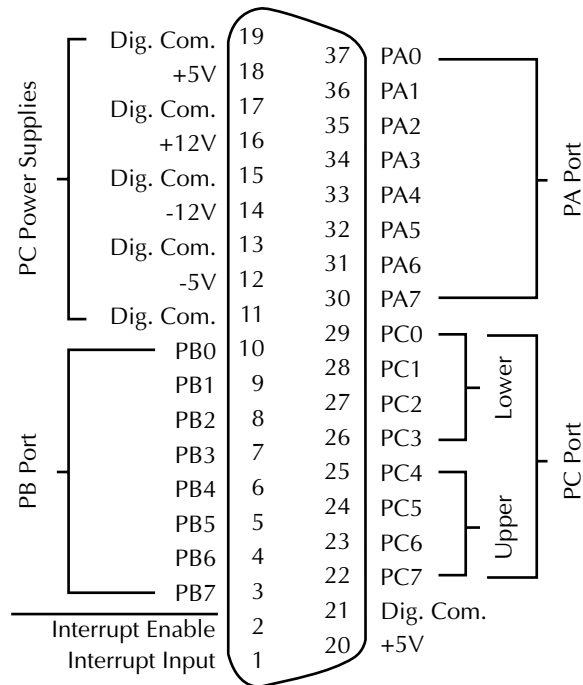 PC Power Supplies
Dig. Com. 19
+5V 18
Dig. Com. 17
+12V 16
Dig. Com. 15
-12V 14
Dig. Com. 13
-5V 12
Dig. Com. 11
PB Port
PB0 10
PB1 9
PB2 8
PB3 7
PB4 6
PB5 5
PB6 4
PB7 3
Interrupt Enable 2
Interrupt Input 1
37 PA0
36 PA1
35 PA2
34 PA3
33 PA4
32 PA5
31 PA6
30 PA7
PA Port
29 PC0
28 PC1
27 PC2
26 PC3
Lower
25 PC4
24 PC5
23 PC6
22 PC7
Upper
PC Port
21 Dig. Com.
20 +5V